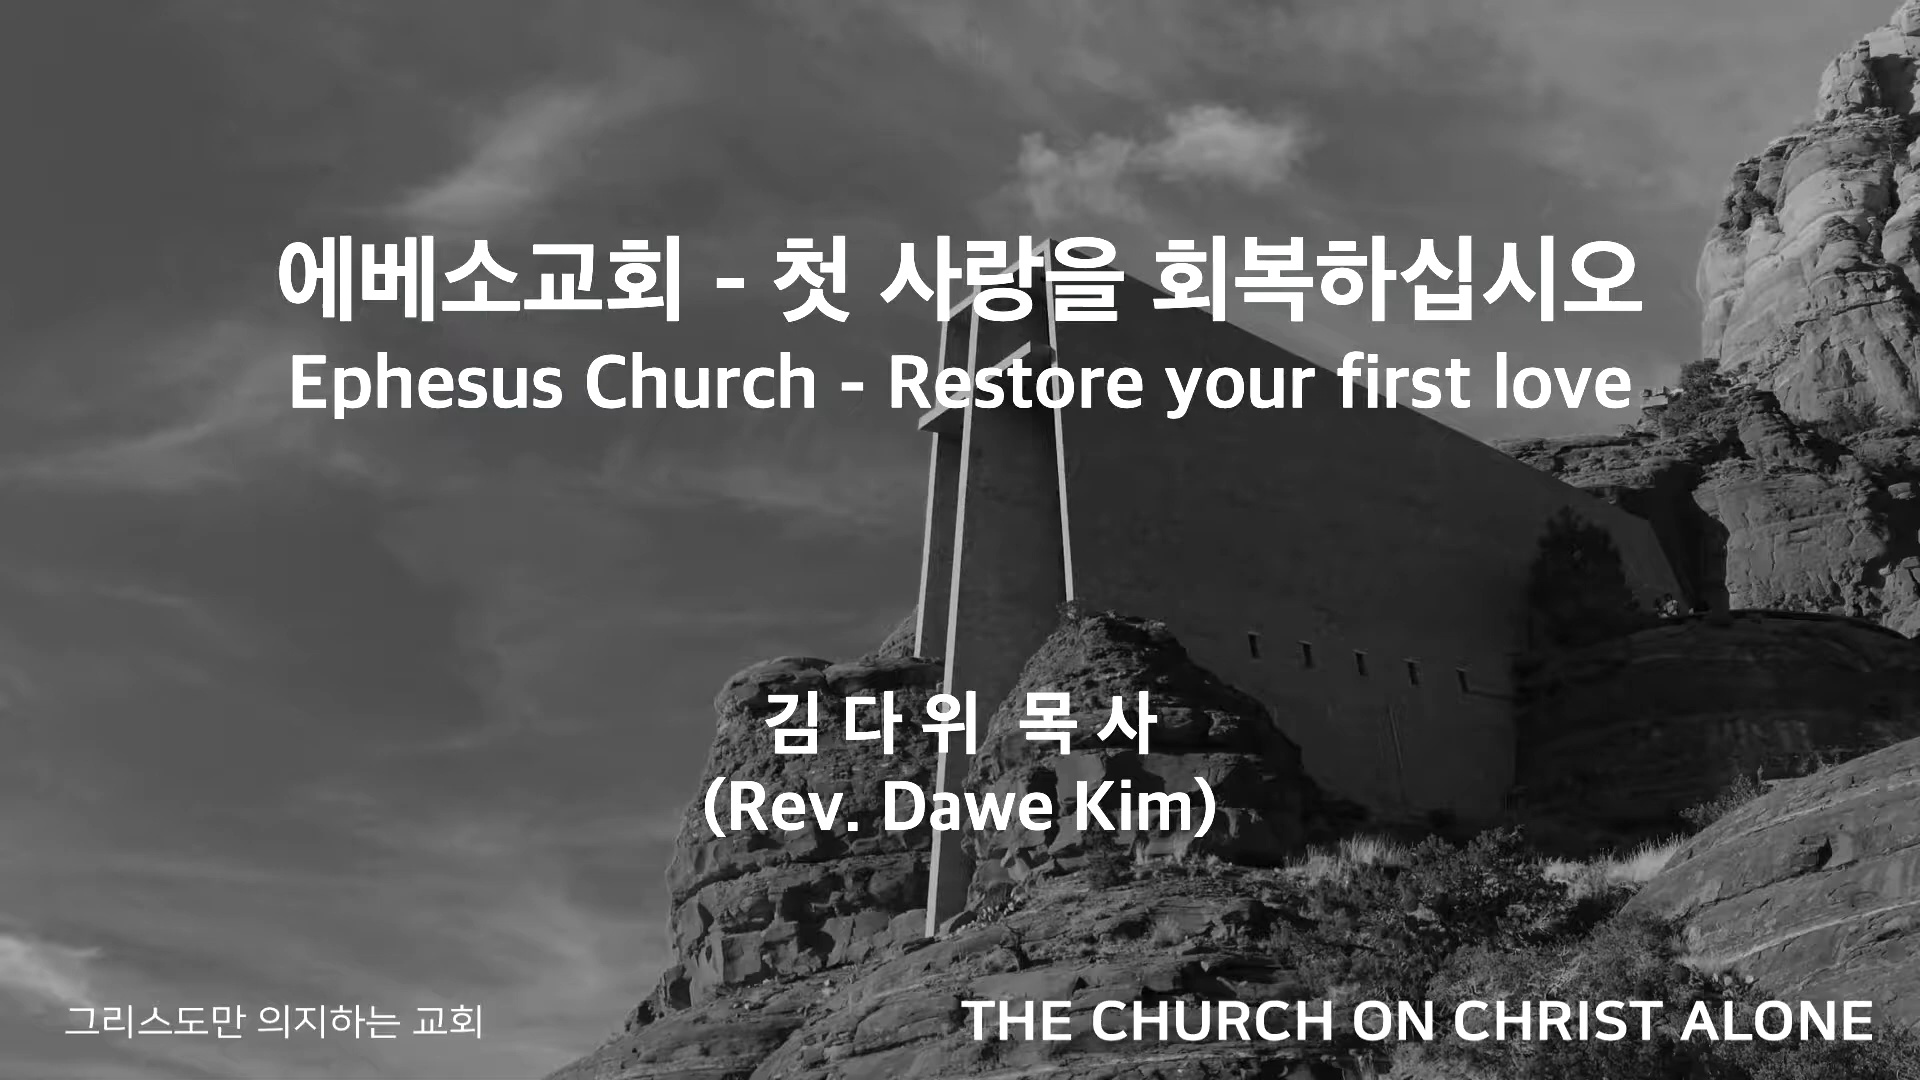 에베소교회 - 첫 사랑을 회복하십시오
Ephesus Church - Restore your first love
김다위 목사
(Rev. Dawe Kim)
그리스도만 의지하는 교회
THE CHURCH ON CHRIST ALONE